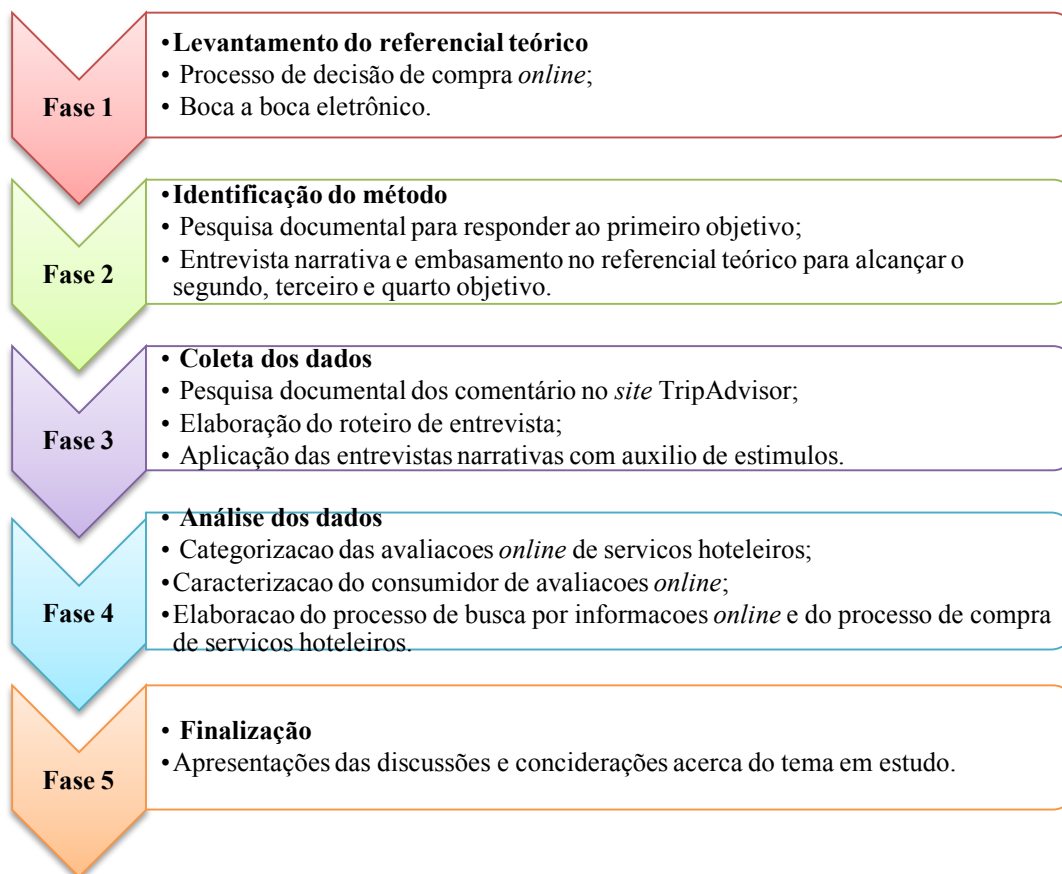 Fase 1
•Levantamento do referencial teórico
• Processo de decisão de compra online;
• Boca a boca eletrônico.
Fase 2
•Identificação do método
• Pesquisa documental para responder ao primeiro objetivo;
• Entrevista narrativa e embasamento no referencial teórico para alcançar o
segundo, terceiro e quarto objetivo.
Fase 3
• Coleta dos dados
• Pesquisa documental dos comentário no site TripAdvisor;
• Elaboração do roteiro de entrevista;
• Aplicação das entrevistas narrativas com auxilio de estimulos.
Fase 4
• Análise dos dados
• Categorizacao das avaliacoes online de servicos hoteleiros;
•Caracterizacao do consumidor de avaliacoes online;
•Elaboracao do processo de busca por informacoes online e do processo de compra
de servicos hoteleiros.
Fase 5
• Finalização
•Apresentações das discussões e conciderações acerca do tema em estudo.